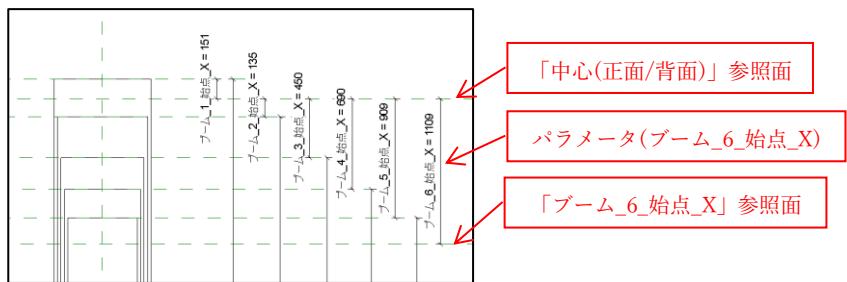 ブーム_1_始点_X = 151
ブーム_2_始点_X = 135
ブーム_3_始点_X = 450
ブーム_4_始点_X = 690
ブーム_5_始点_X = 909
ブーム_6_始点_X = 1109
「中心(正面/背面)」参照面
パラメータ(ブーム_6_始点_X)
「ブーム_6_始点_X」参照面